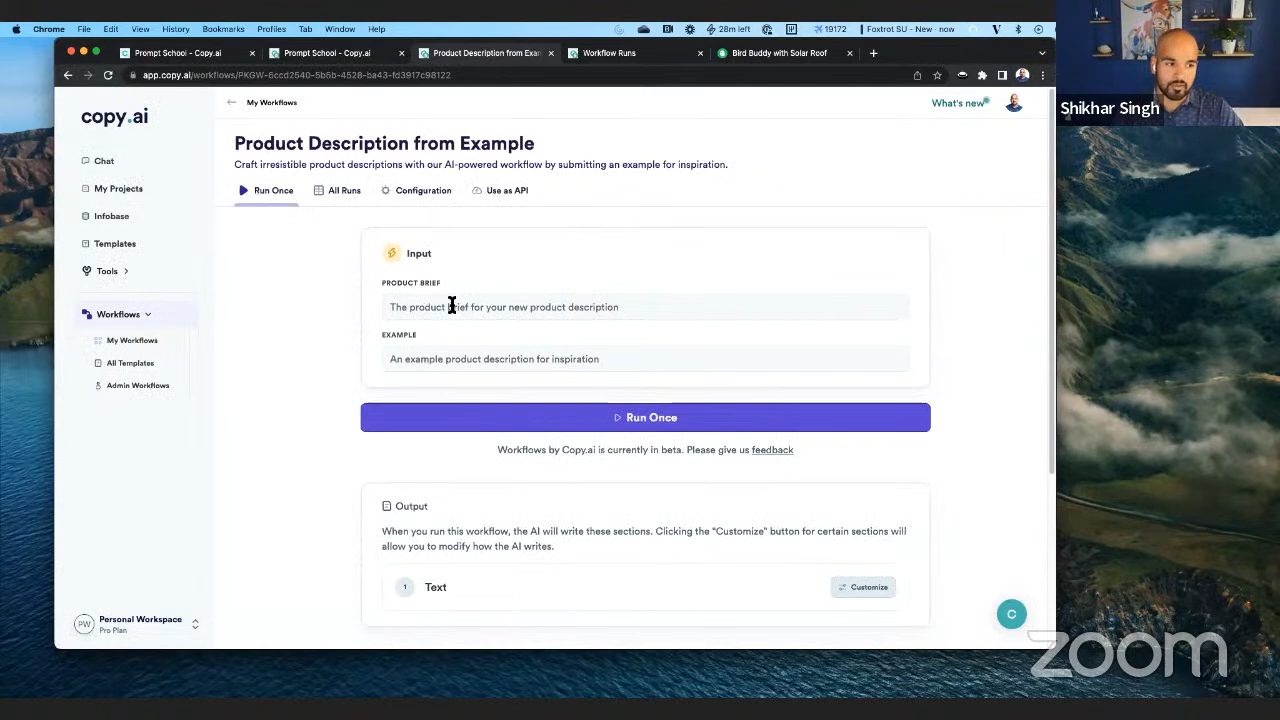 Chrome File Edit View History Bookmarks Profiles Tab Window Help 28m left 19172 Foxtrot SU - New · now
Prompt School - Copy.ai Prompt School - Copy.ai Product Description from Exam Workflow Runs Bird Buddy with Solar Roof
app.copy.ai/workflows/PKGW-6ccd2540-5b5b-4528-ba43-fd3917c98122
Shikhar Singh
copy.ai
My Workflows
What's new
Product Description from Example
Craft irresistible product descriptions with our AI-powered workflow by submitting an example for inspiration.
Run Once All Runs Configuration Use as API
Chat
My Projects
Infobase
Templates
Tools
Workflows
My Workflows
All Templates
Admin Workflows
Input
PRODUCT BRIEF
The product brief for your new product description
EXAMPLE
An example product description for inspiration
Run Once
Workflows by Copy.ai is currently in beta. Please give us feedback
Output
When you run this workflow, the AI will write these sections. Clicking the "Customize" button for certain sections will
allow you to modify how the AI writes.
1 Text Customize
PW Personal Workspace
Pro Plan
C
zoom